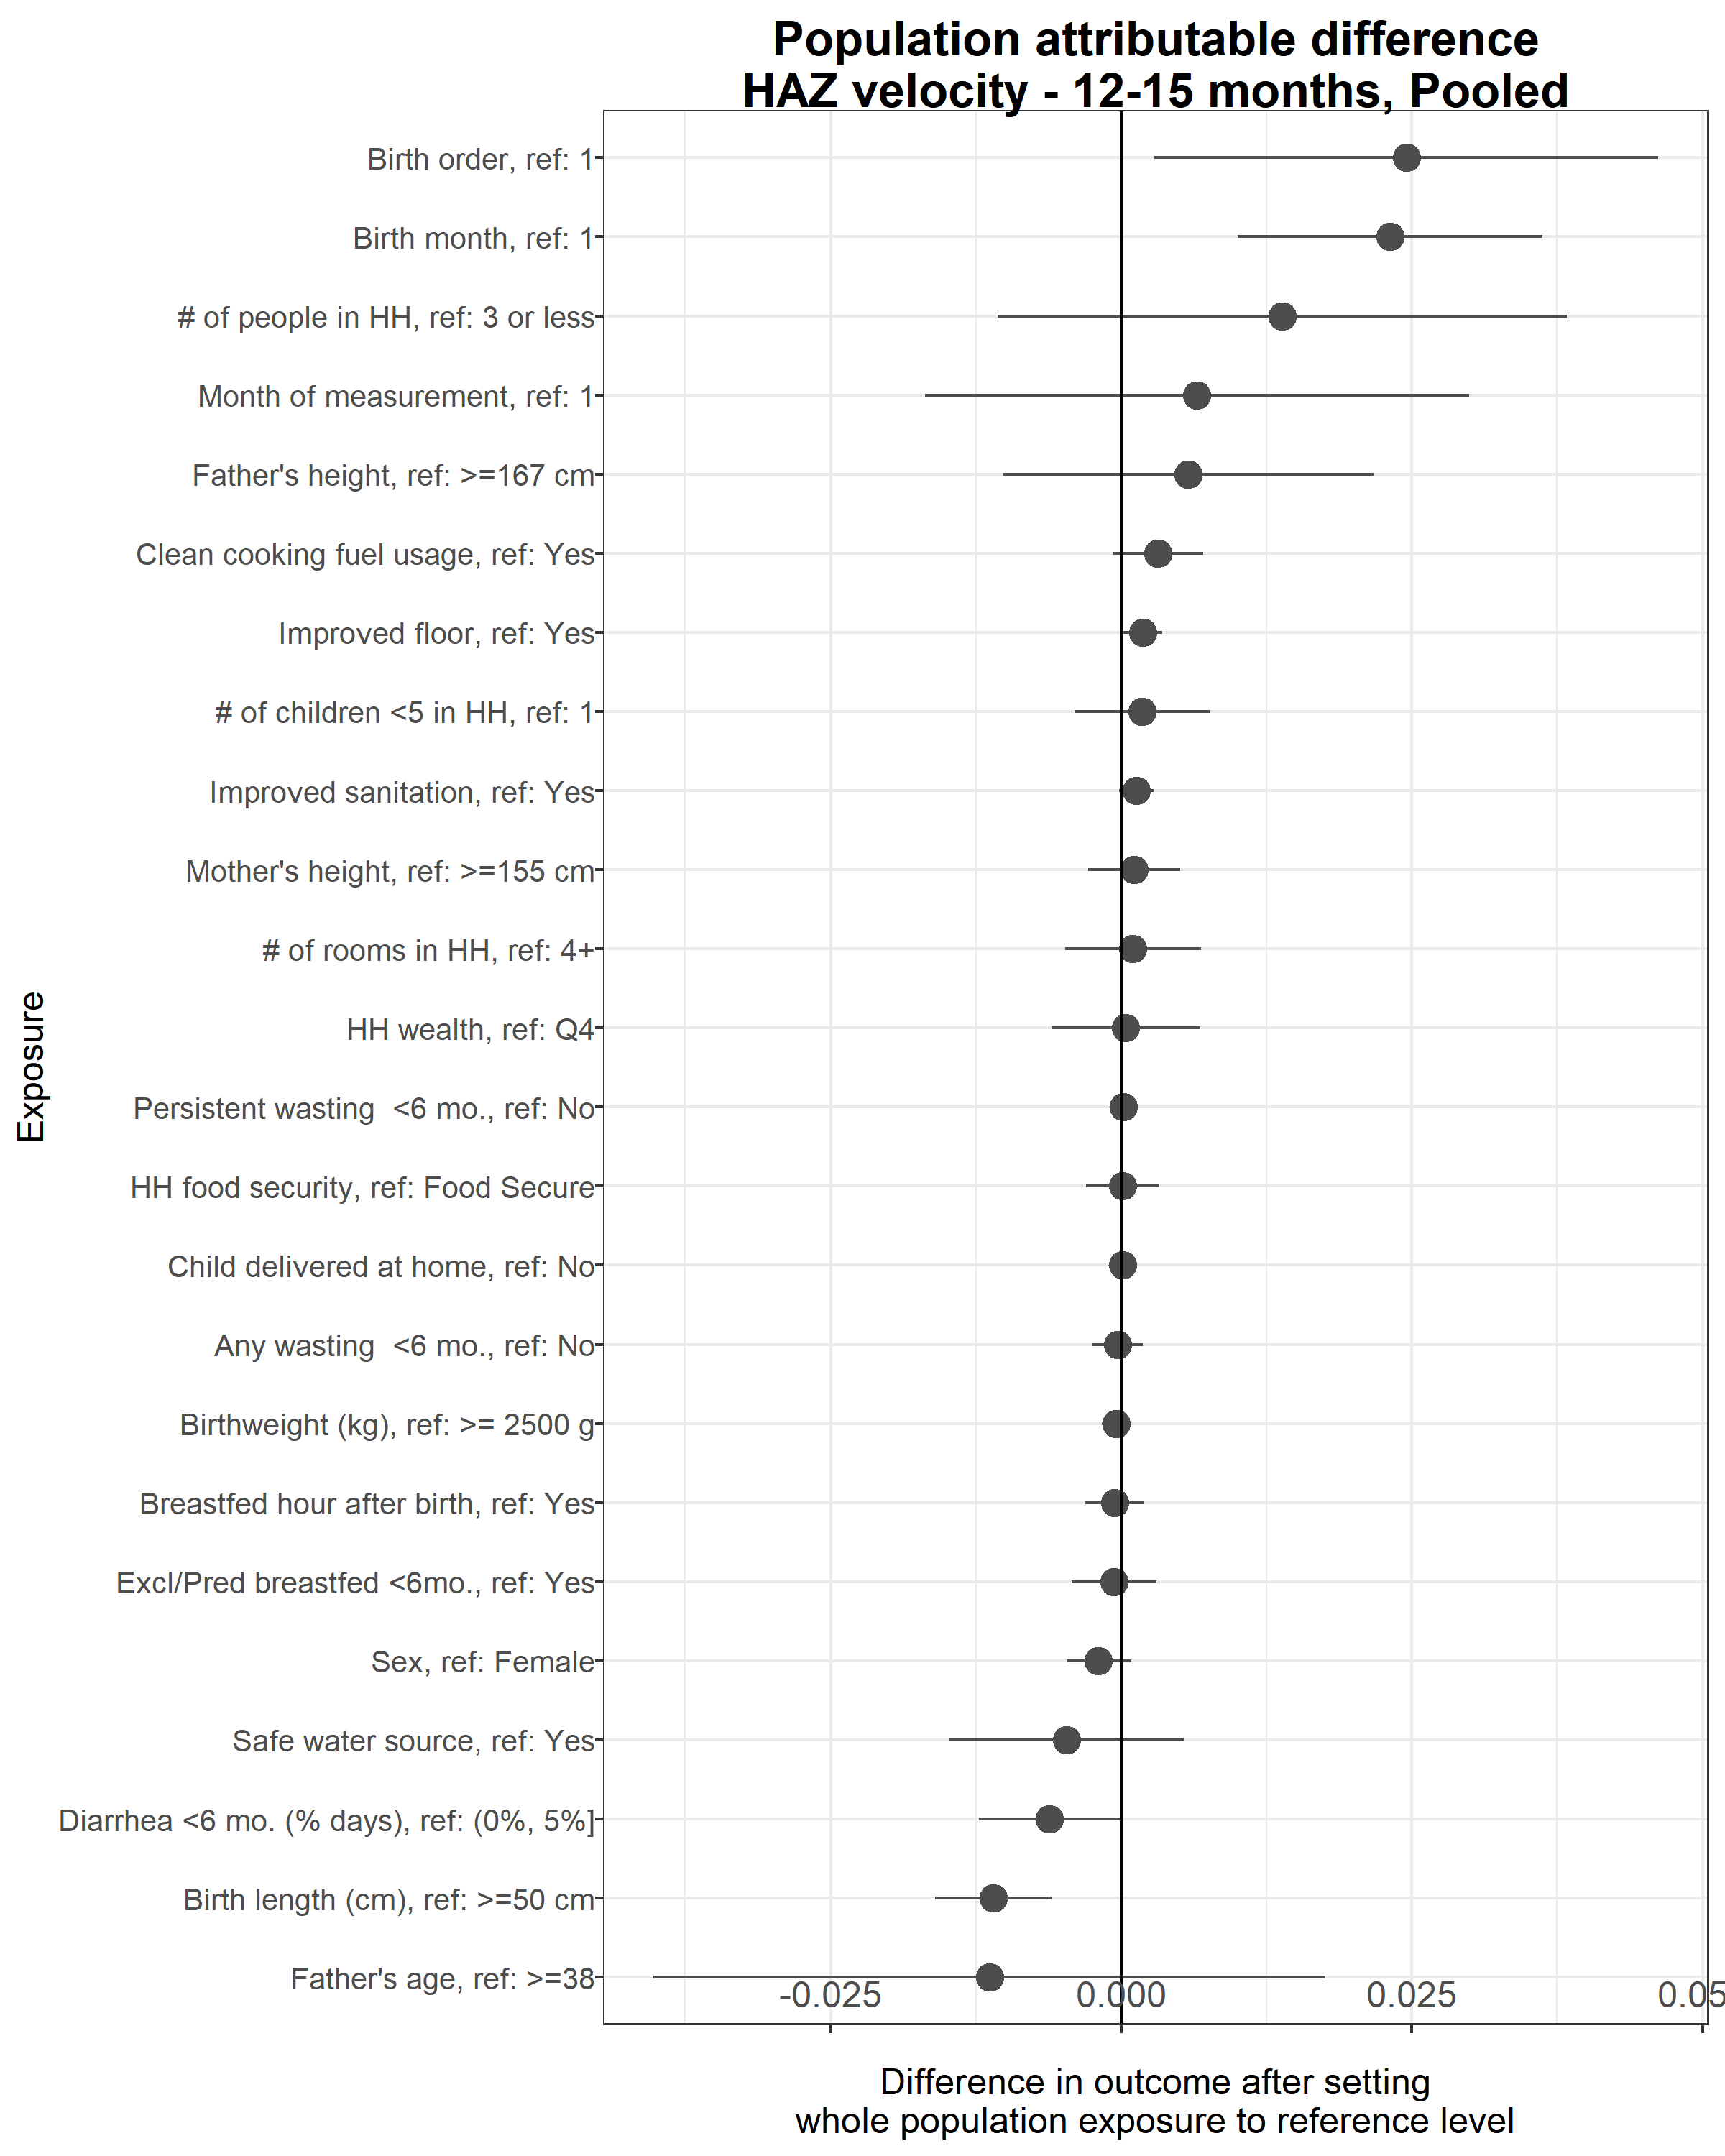 Population attributable difference
HAZ velocity - 12-15 months, Pooled
Birth order, ref: 1
Birth month, ref: 1
# of people in HH, ref: 3 or less
Month of measurement, ref: 1
Father's height, ref: >=167 cm
Clean cooking fuel usage, ref: Yes
Improved floor, ref: Yes
# of children <5 in HH, ref: 1
Improved sanitation, ref: Yes
Mother's height, ref: >=155 cm
# of rooms in HH, ref: 4+
HH wealth, ref: Q4
Persistent wasting  <6 mo., ref: No
HH food security, ref: Food Secure
Child delivered at home, ref: No
Any wasting  <6 mo., ref: No
Birthweight (kg), ref: >= 2500 g
Breastfed hour after birth, ref: Yes
Excl/Pred breastfed <6mo., ref: Yes
Sex, ref: Female
Safe water source, ref: Yes
Diarrhea <6 mo. (% days), ref: (0%, 5%]
Birth length (cm), ref: >=50 cm
Father's age, ref: >=38
Exposure
-0.025 0.000 0.025 0.05
Difference in outcome after setting
whole population exposure to reference level